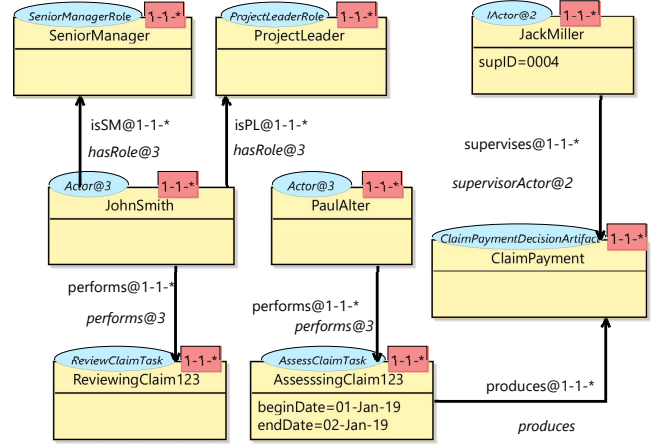 SeniorManagerRole
1-1-*
SeniorManager
ProjectLeaderRole
1-1-*
ProjectLeader
IActor@2
1-1-*
JackMiller
supID=0004
isSM@1-1-*
hasRole@3
isPL@1-1-*
hasRole@3
supervises@1-1-*
supervisorActor@2
Actor@3
1-1-*
JohnSmith
Actor@3
1-1-*
PaulAlter
ClaimPaymentDecisionArtifact
1-1-*
ClaimPayment
performs@1-1-*
performs@3
performs@1-1-*
performs@3
ReviewClaimTask
1-1-*
ReviewingClaim123
AssessClaimTask
1-1-*
AsssessingClaim123
beginDate=01-Jan-19
endDate=02-Jan-19
produces@1-1-*
produces